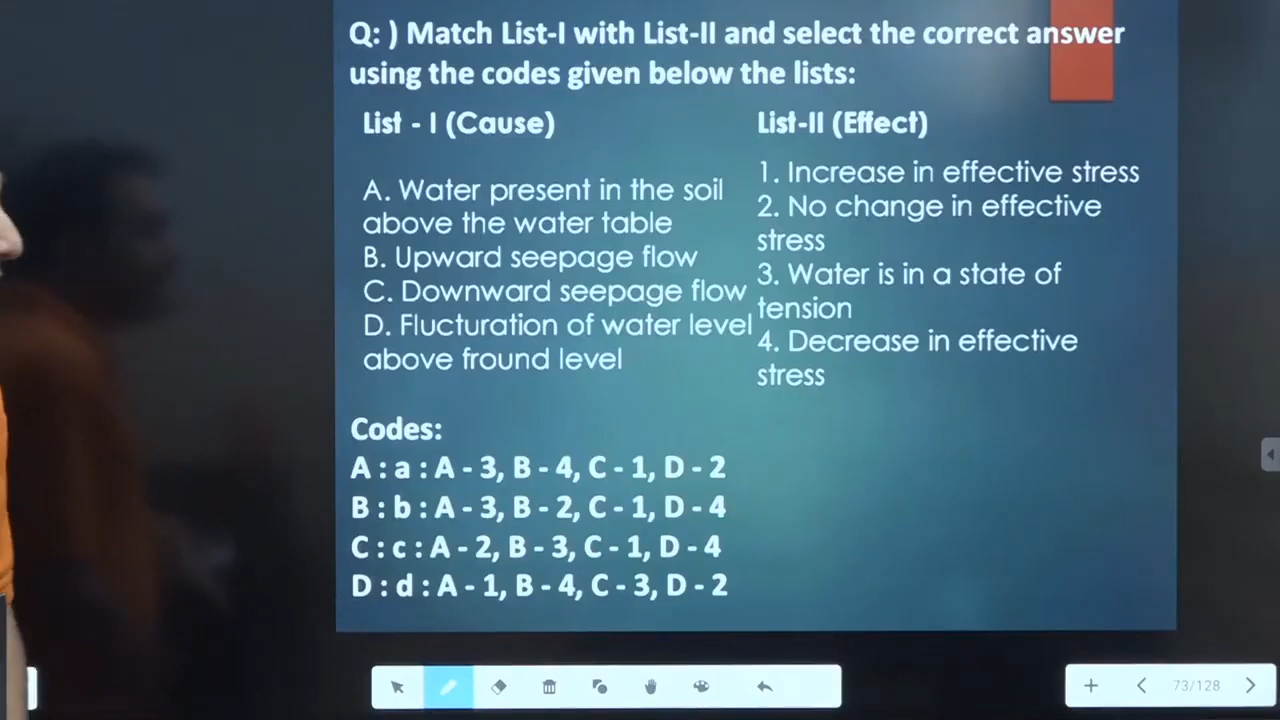 Q: ) Match List-I with List-II and select the correct answer
using the codes given below the lists:
List - I (Cause)
A. Water present in the soil
above the water table
B. Upward seepage flow
C. Downward seepage flow
D. Flucturation of water level
above fround level
List-II (Effect)
1. Increase in effective stress
2. No change in effective
stress
3. Water is in a state of
tension
4. Decrease in effective
stress
Codes:
A : a : A - 3, B - 4, C - 1, D - 2
B : b : A - 3, B - 2, C - 1, D - 4
C : c : A - 2, B - 3, C - 1, D - 4
D : d : A - 1, B - 4, C - 3, D - 2
73/128